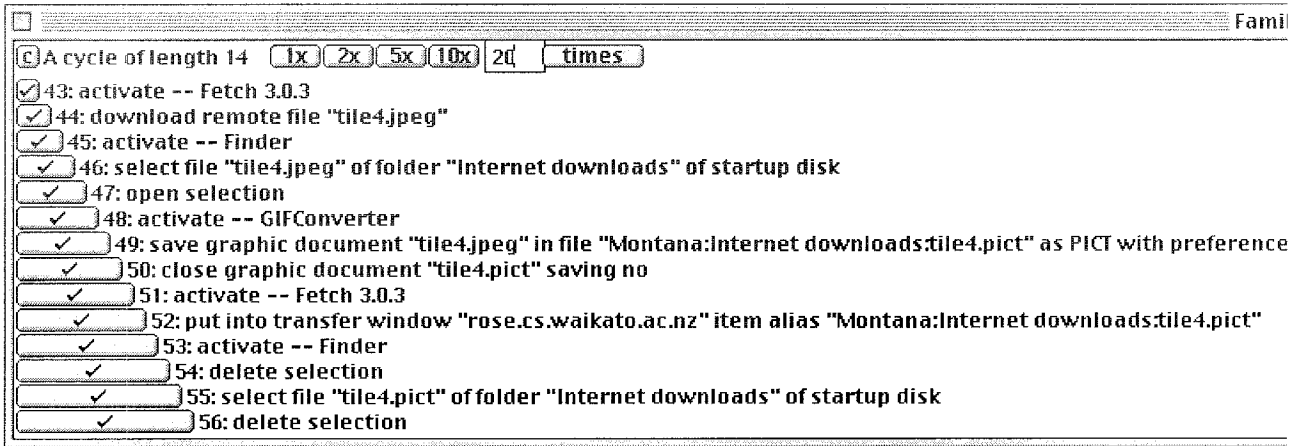 Famil
C A cycle of length 14 1x 2x 5x 10x 20 times
43: activate -- Fetch 3.0.3
44: download remote file "tile4.jpeg"
45: activate -- Finder
46: select file "tile4.jpeg" of folder "Internet downloads" of startup disk
47: open selection
48: activate -- GIFConverter
49: save graphic document "tile4.jpeg" in file "Montana:Internet downloads:tile4.pict" as PICT with preference
50: close graphic document "tile4.pict" saving no
51: activate -- Fetch 3.0.3
52: put into transfer window "rose.cs.waikato.ac.nz" item alias "Montana:Internet downloads:tile4.pict"
53: activate -- Finder
54: delete selection
55: select file "tile4.pict" of folder "Internet downloads" of startup disk
56: delete selection